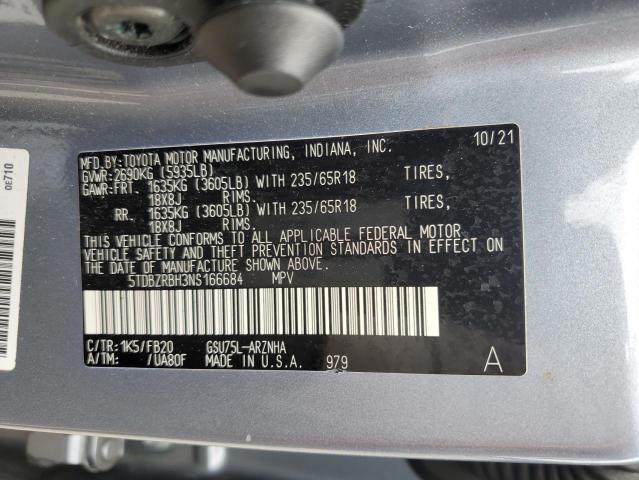 MFD.BY:TOYOTA MOTOR MANUFACTURING, INDIANA, INC. 10/21
GVWR:2690KG (5935LB)
GAWR:FRT. 1635KG (3605LB) WITH 235/65R18 TIRES,
18X8J RIMS.
RR. 1635KG (3605LB) WITH 235/65R18 TIRES,
18X8J RIMS.
THIS VEHICLE CONFORMS TO ALL APPLICABLE FEDERAL MOTOR
VEHICLE SAFETY AND THEFT PREVENTION STANDARDS IN EFFECT ON
THE DATE OF MANUFACTURE SHOWN ABOVE.
5TDBZRBH3NS166684 MPV
C/TR:1K5/FB20 GSU75L-ARZNHA
A/TM: /UA80F MADE IN U.S.A. 979 A
0E710